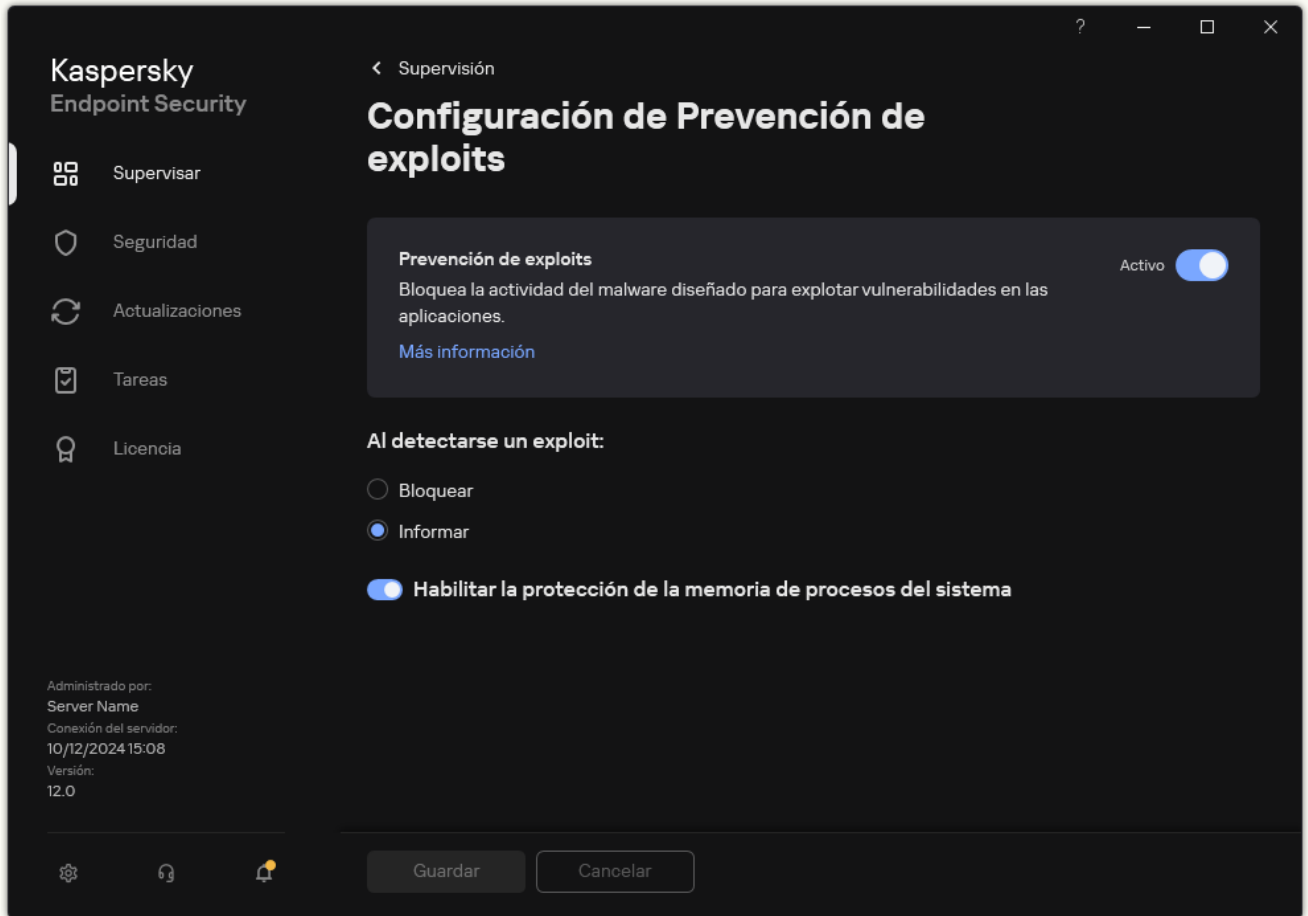 ?
Kaspersky
Endpoint Security
Supervisar
Seguridad
Actualizaciones
Tareas
Licencia
Administrado por:
Server Name
Conexión del servidor:
10/12/2024 15:08
Versión:
12.0
Supervisión
Configuración de Prevención de
exploits
Prevención de exploits
Activo
Bloquea la actividad del malware diseñado para explotar vulnerabilidades en las
aplicaciones.
Más información
Al detectarse un exploit:
Bloquear
Informar
Habilitar la protección de la memoria de procesos del sistema
Guardar
Cancelar